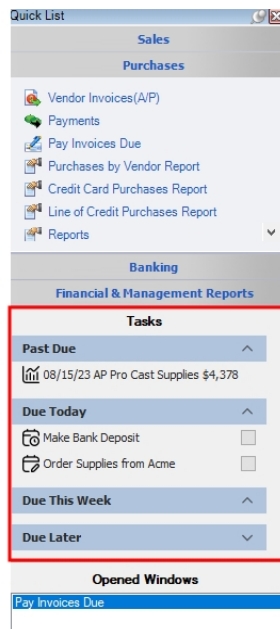 Quick List
Sales
Purchases
Vendor Invoices(A/P)
Payments
Pay Invoices Due
Purchases by Vendor Report
Credit Card Purchases Report
Line of Credit Purchases Report
Reports
Banking
Financial & Management Reports
Tasks
Past Due
08/15/23 AP Pro Cast Supplies $4,378
Due Today
Make Bank Deposit
Order Supplies from Acme
Due This Week
Due Later
Opened Windows
Pay Invoices Due